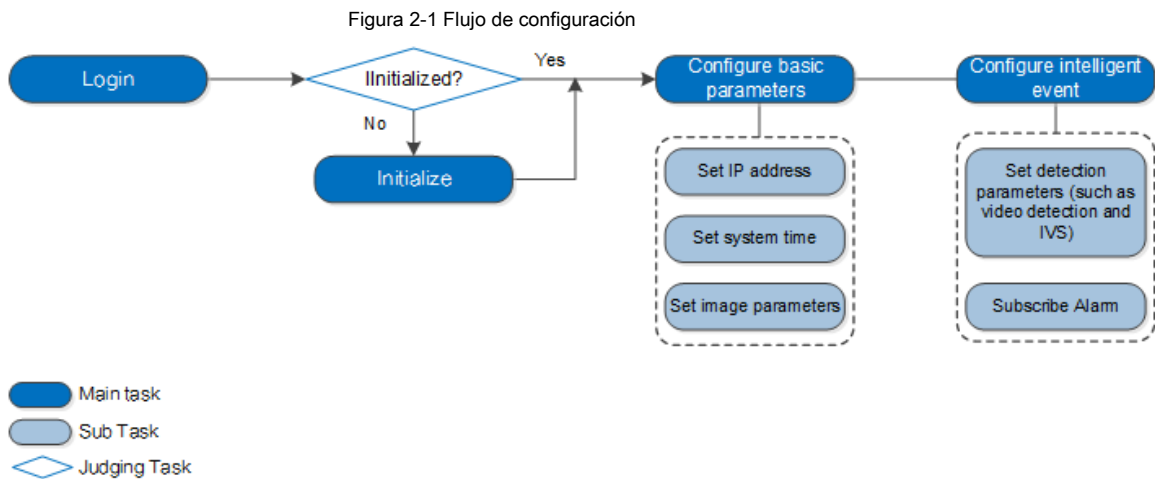 Figura 2-1 Flujo de configuración
Login
IInitialized?
Yes
No
Initialize
Configure basic
parameters
Set IP address
Set system time
Set image parameters
Configure intelligent
event
Set detection
parameters (such as
video detection and
IVS)
Subscribe Alarm
Main task
Sub Task
Judging Task